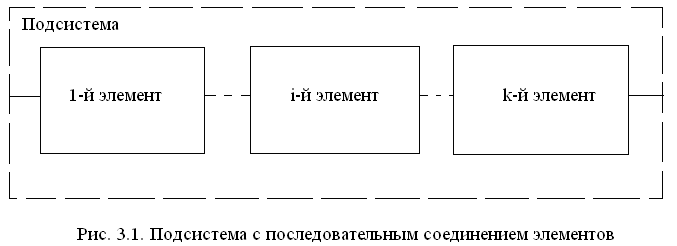 Подсистема
1-й элемент
i-й элемент
k-й элемент
Рис. 3.1. Подсистема с последовательным соединением элементов